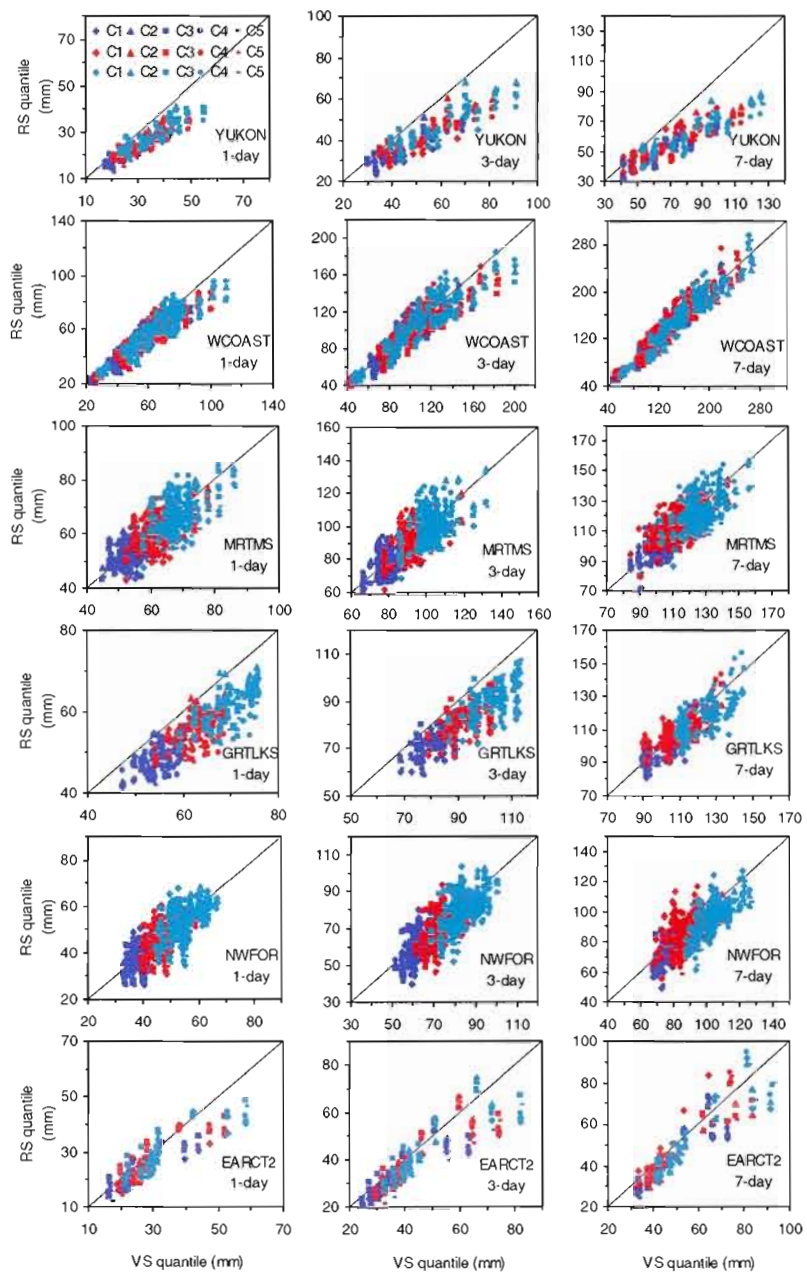 C1 C2 C3 C4 C5
C1 C2 C3 C4 C5
C1 C2 C3 C4 C5
RS quantile
(mm)
70
50
30
10
10 30 50 70
YUKON
1-day
100
80
60
40
20
20 40 60 80 100
YUKON
3-day
130
110
90
70
50
30
30 50 70 90 110 130
YUKON
7-day
RS quantile
(mm)
140
100
60
20
20 60 100 140
WCOAST
1-day
200
160
120
80
40
40 80 120 160 200
WCOAST
3-day
280
200
120
40
40 120 200 280
WCOAST
7-day
RS quantile
(mm)
100
80
60
40
40 60 80 100
MRTMS
1-day
160
140
120
100
80
60
60 80 100 120 140 160
MRTMS
3-day
170
150
130
110
90
70
70 90 110 130 150 170
MRTMS
7-day
RS quantile
(mm)
80
60
40
40 60 80
GRTLKS
1-day
110
90
70
50
50 70 90 110
GRTLKS
3-day
170
150
130
110
90
70
70 90 110 130 150 170
GRTLKS
7-day
RS quantile
(mm)
80
60
40
20
20 40 60 80
NWFOR
1-day
110
90
70
50
30
30 50 70 90 110
NWFOR
3-day
140
120
100
80
60
40
40 60 80 100 120 140
NWFOR
7-day
RS quantile
(mm)
70
50
30
10
10 30 50 70
EARCT2
1-day
80
60
40
20
20 40 60 80
EARCT2
3-day
100
80
60
40
20
20 40 60 80 100
EARCT2
7-day
VS quantile (mm)
VS quantile (mm)
VS quantile (mm)